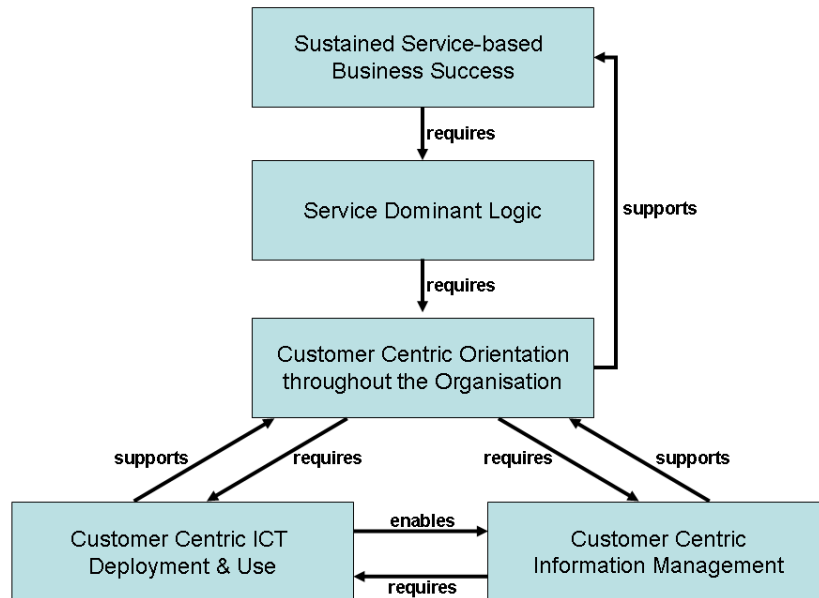 Sustained Service-based
Business Success
requires
Service Dominant Logic
supports
requires
Customer Centric Orientation
throughout the Organisation
supports
requires
requires
supports
Customer Centric ICT
Deployment & Use
enables
requires
Customer Centric
Information Management